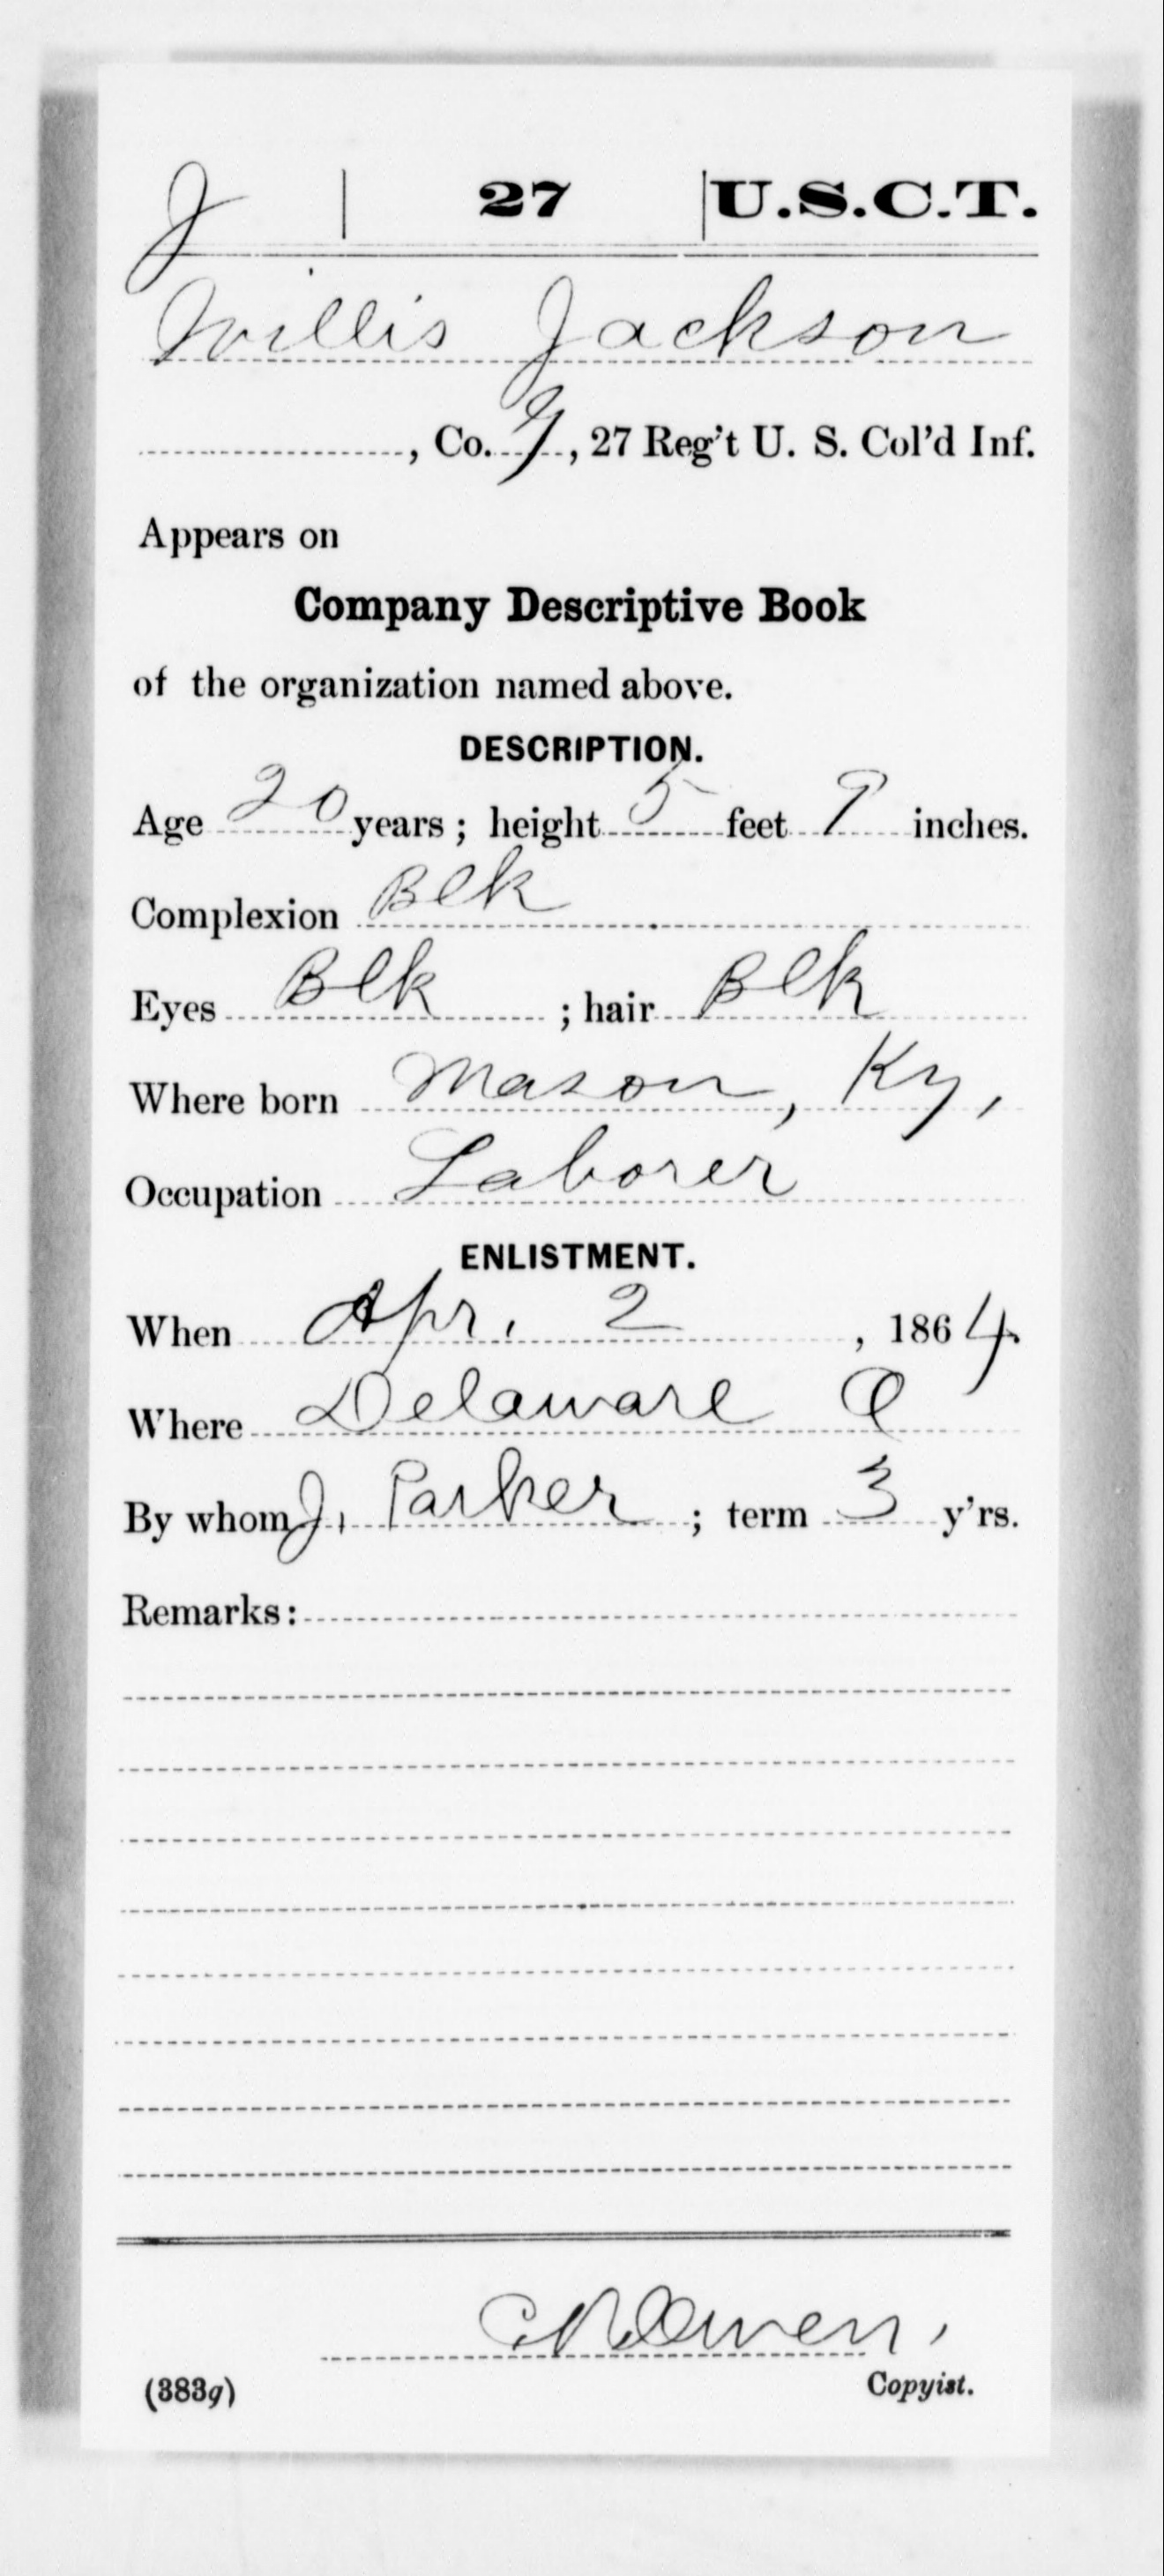 J | 27 | U.S.C.T.
Willis Jackson
, Co. G, 27 Reg't U. S. Col'd Inf.
Appears on
Company Descriptive Book
of the organization named above.
DESCRIPTION.
Age 20 years; height 5 feet 9 inches.
Complexion Blk
Eyes Blk ; hair Blk
Where born Mason, Ky,
Occupation Laborer
ENLISTMENT.
When Apr. 2 , 1864.
Where Delaware O
By whom J. Parker ; term 3 y'rs.
Remarks:
Owen,
(383g) Copyist.